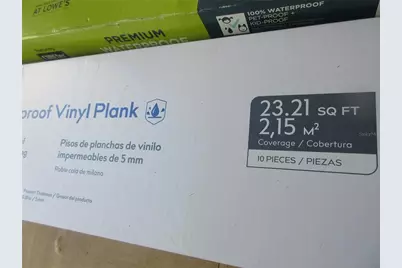 AT LOWE'S
PREMIUM
WATERPROOF
100% WATERPROOF
PET-PROOF +
KID-PROOF
proof Vinyl Plank
Pisos de planchas de vinilo
impermeables de 5 mm
23.21 SQ FT
2,15 M²
Coverage / Cobertura
10 PIECES / PIEZAS